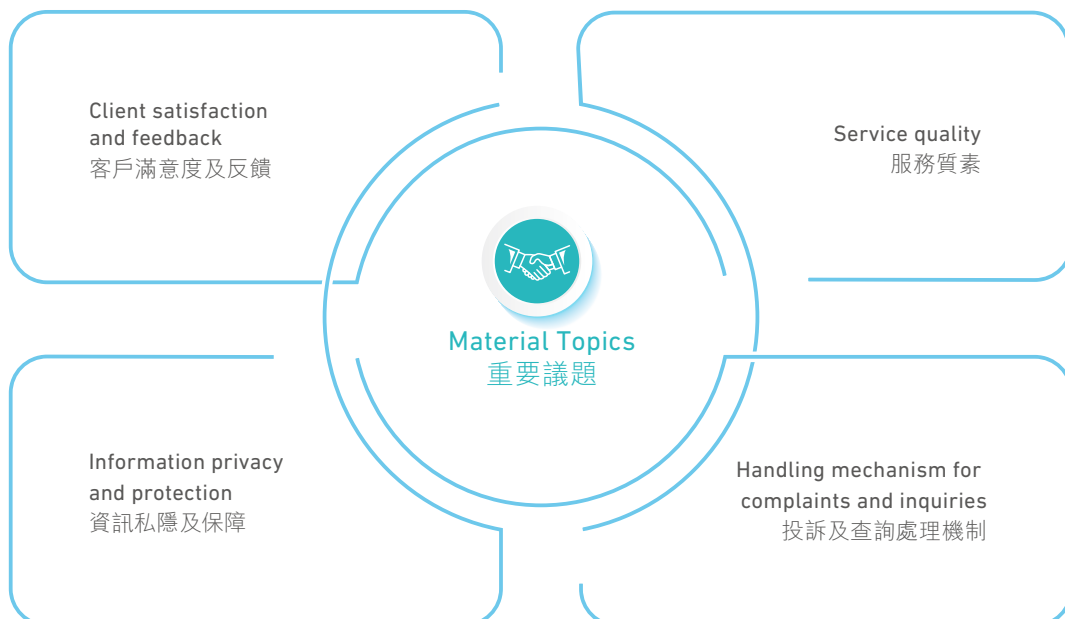 Client satisfaction
and feedback
客戶滿意度及反饋
Service quality
服務質素
Material Topics
重要議題
Information privacy
and protection
資訊私隱及保障
Handling mechanism for
complaints and inquiries
投訴及查詢處理機制